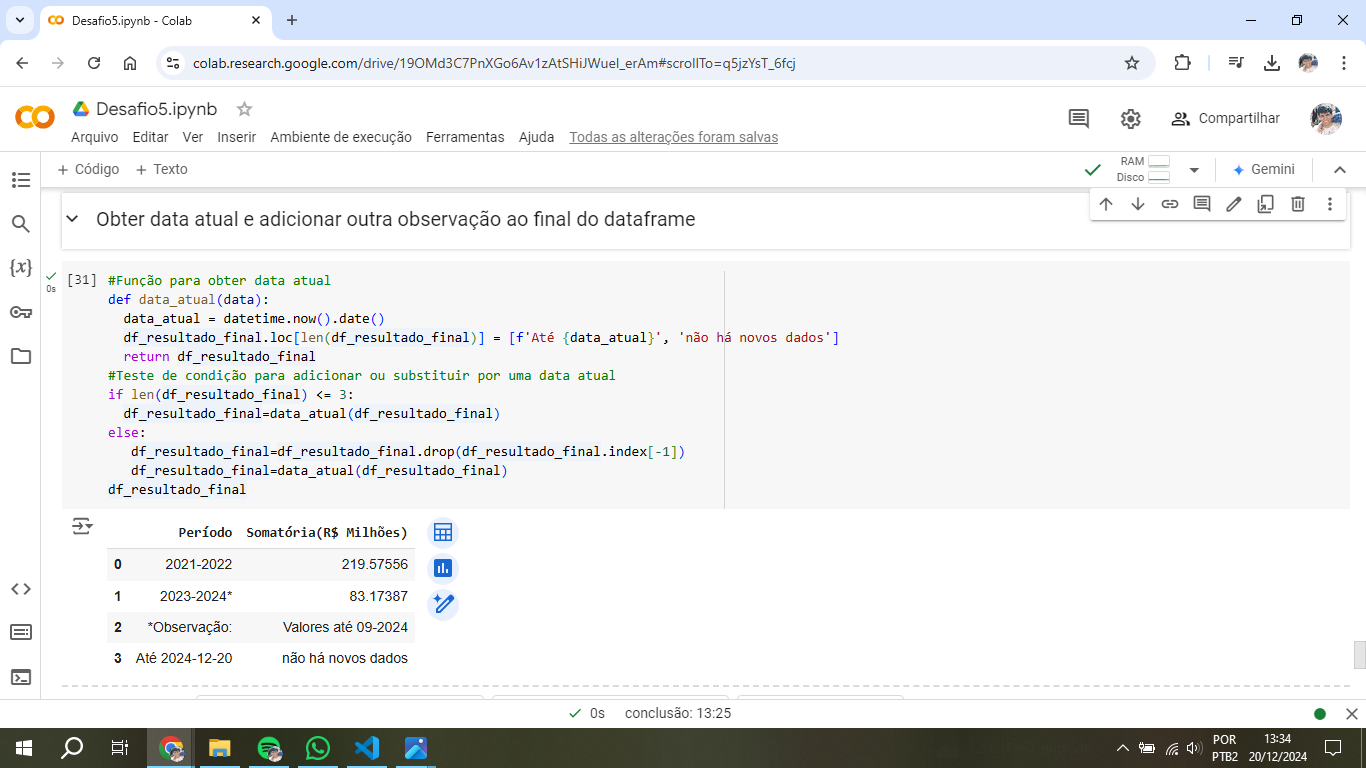 Desafio5.ipynb - Colab
colab.research.google.com/drive/19OMd3C7PnXGo6Av1zAtSHiJWueI_erAm#scrollTo=q5jzYsT_6fcj
Desafio5.ipynb
Arquivo Editar Ver Inserir Ambiente de execução Ferramentas Ajuda Todas as alterações foram salvas
Compartilhar
+ Código + Texto
RAM
Disco
Gemini
Obter data atual e adicionar outra observação ao final do dataframe
0s
[31] #Função para obter data atual
def data_atual(data):
data_atual = datetime.now().date()
df_resultado_final.loc[len(df_resultado_final)] = [f'Até {data_atual}', 'não há novos dados']
return df_resultado_final
#Teste de condição para adicionar ou substituir por uma data atual
if len(df_resultado_final) <= 3:
df_resultado_final=data_atual(df_resultado_final)
else:
df_resultado_final=df_resultado_final.drop(df_resultado_final.index[-1])
df_resultado_final=data_atual(df_resultado_final)
df_resultado_final
Período Somatória(R$ Milhões)
0 2021-2022 219.57556
1 2023-2024* 83.17387
2 *Observação: Valores até 09-2024
3 Até 2024-12-20 não há novos dados
0s conclusão: 13:25
POR
PTB2
13:34
20/12/2024